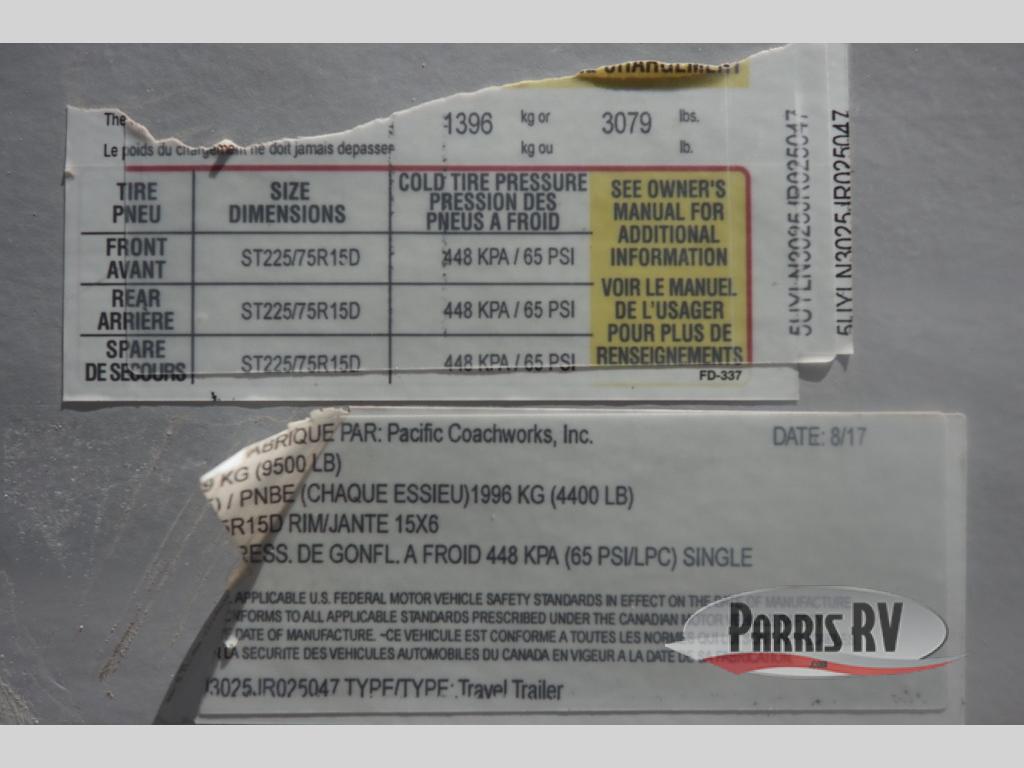 CHARGEMENT
The 1396 kg or 3079 lbs.
Le poids du chargement ne doit jamais depasser kg ou lb.
TIRE PNEU SIZE DIMENSIONS COLD TIRE PRESSURE PRESSION DES PNEUS A FROID
FRONT AVANT ST225/75R15D 448 KPA / 65 PSI
REAR ARRIÈRE ST225/75R15D 448 KPA / 65 PSI
SPARE DE SECOURS ST225/75R15D 448 KPA / 65 PSI
SEE OWNER'S
MANUAL FOR
ADDITIONAL
INFORMATION
VOIR LE MANUEL
DE L'USAGER
POUR PLUS DE
RENSEIGNEMENTS
FD-337
5UYLN3025JR025047
5UYLN3025JR025047
ABRIQUE PAR: Pacific Coachworks, Inc. DATE: 8/17
9 KG (9500 LB)
) / PNBE (CHAQUE ESSIEU)1996 KG (4400 LB)
5R15D RIM/JANTE 15X6
RESS. DE GONFL. A FROID 448 KPA (65 PSI/LPC) SINGLE
APPLICABLE U.S. FEDERAL MOTOR VEHICLE SAFETY STANDARDS IN EFFECT ON THE DATE OF MANUFACTURE
NFORMS TO ALL APPLICABLE STANDARDS PRESCRIBED UNDER THE CANADIAN MOTOR
DATE OF MANUFACTURE. -CE VEHICULE EST CONFORME A TOUTES LES NORMES QUI LUI
LA SECURITE DES VEHICULES AUTOMOBILES DU CANADA EN VIGEUR A LA DATE DE SA FABRICATION
3025JR025047 TYPE/TYPE: Travel Trailer
PARRIS RV
.com